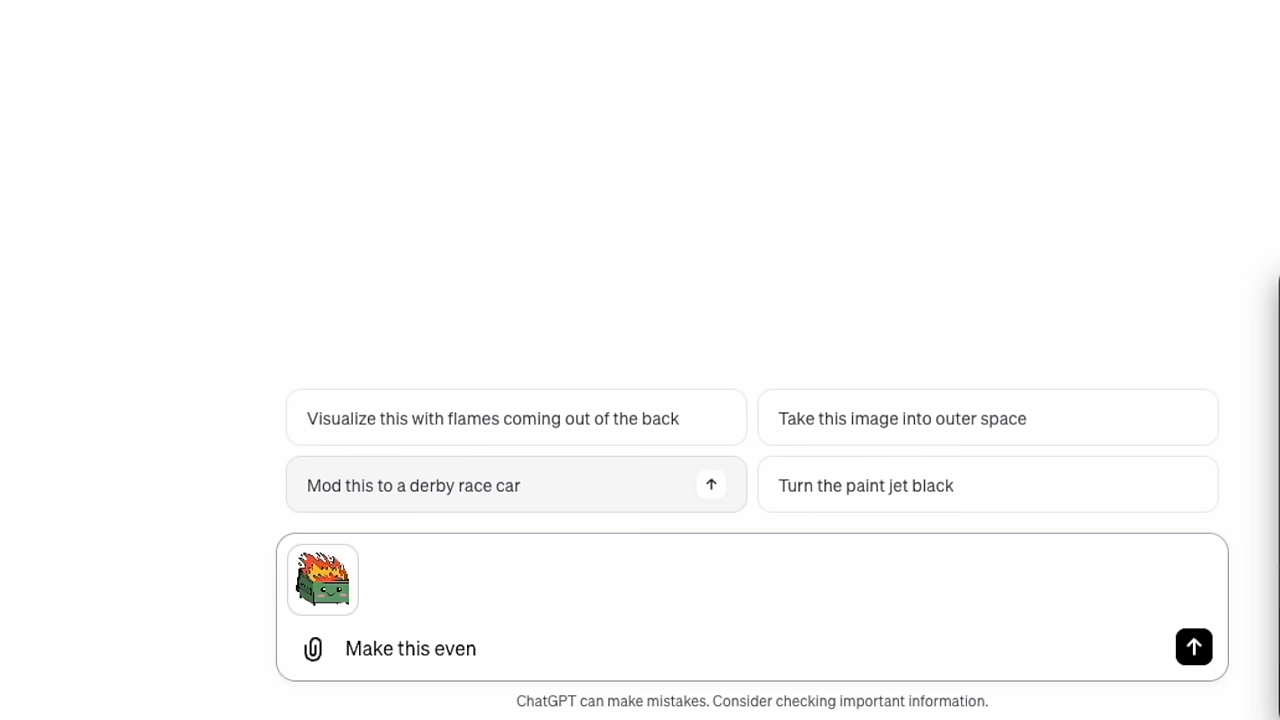 Visualize this with flames coming out of the back
Take this image into outer space
Mod this to a derby race car
Turn the paint jet black
Make this even
ChatGPT can make mistakes. Consider checking important information.